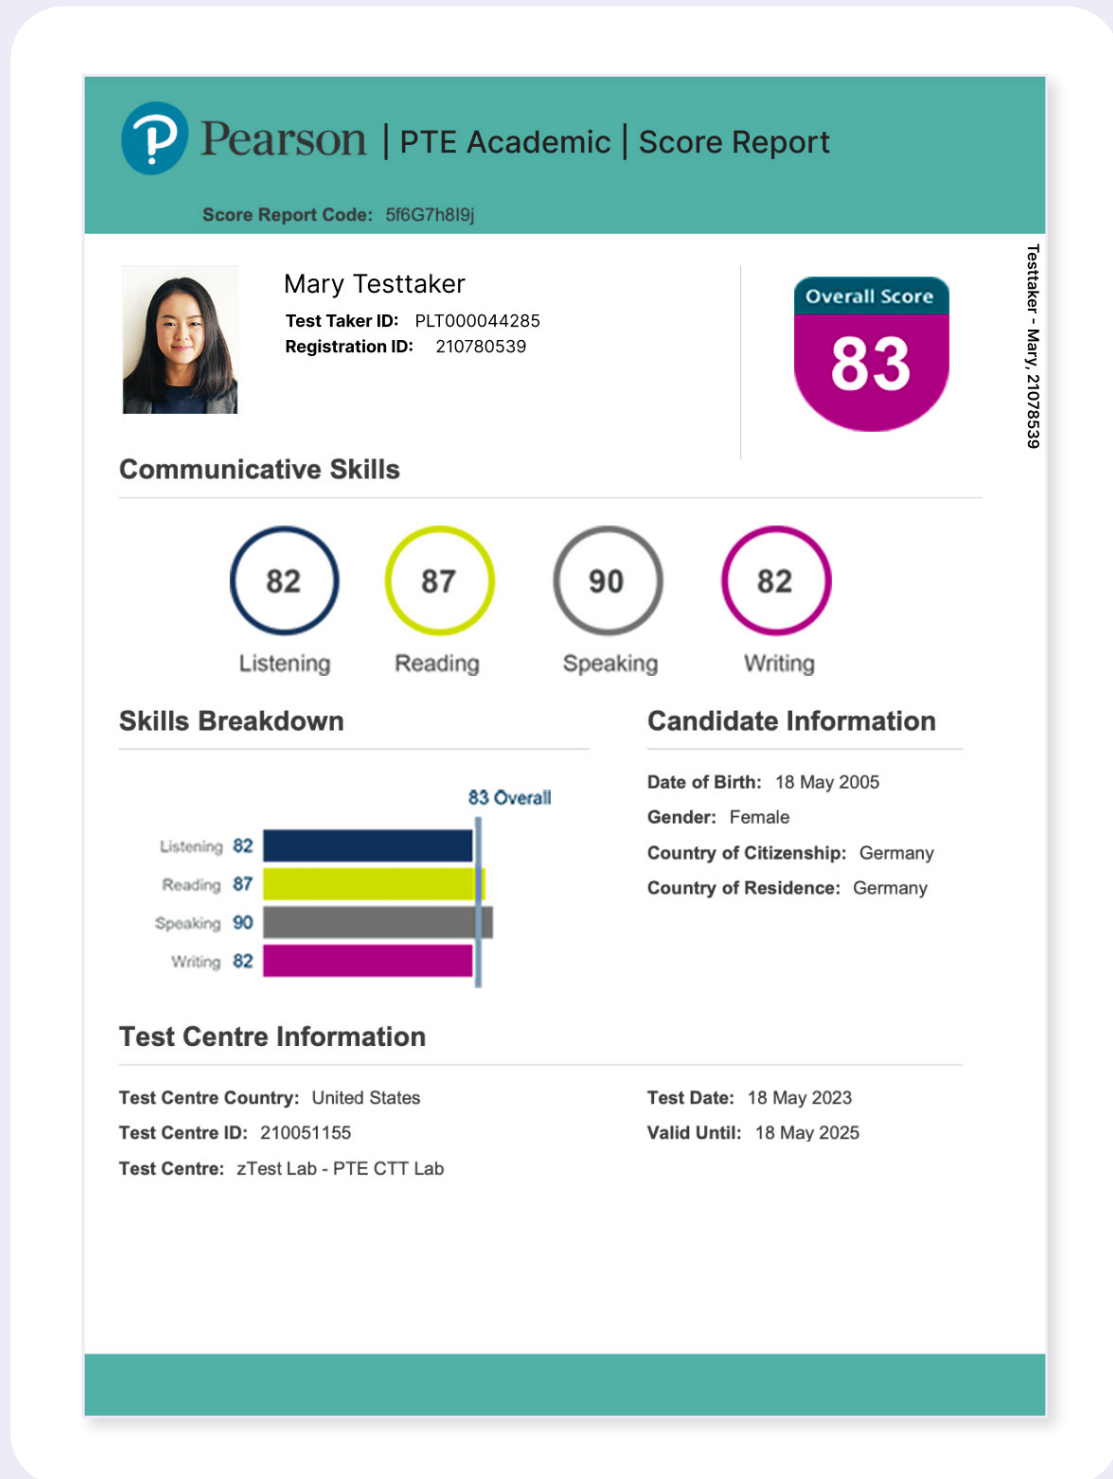 Pearson | PTE Academic | Score Report
Score Report Code: 5f6G7h8I9j
Mary Testtaker
Test Taker ID: PLT000044285
Registration ID: 210780539
Overall Score
83
Testtaker - Mary, 21078539
Communicative Skills
82 87 90 82
Listening Reading Speaking Writing
Skills Breakdown
83 Overall
Listening 82
Reading 87
Speaking 90
Writing 82
Candidate Information
Date of Birth: 18 May 2005
Gender: Female
Country of Citizenship: Germany
Country of Residence: Germany
Test Centre Information
Test Centre Country: United States
Test Centre ID: 210051155
Test Centre: zTest Lab - PTE CTT Lab
Test Date: 18 May 2023
Valid Until: 18 May 2025